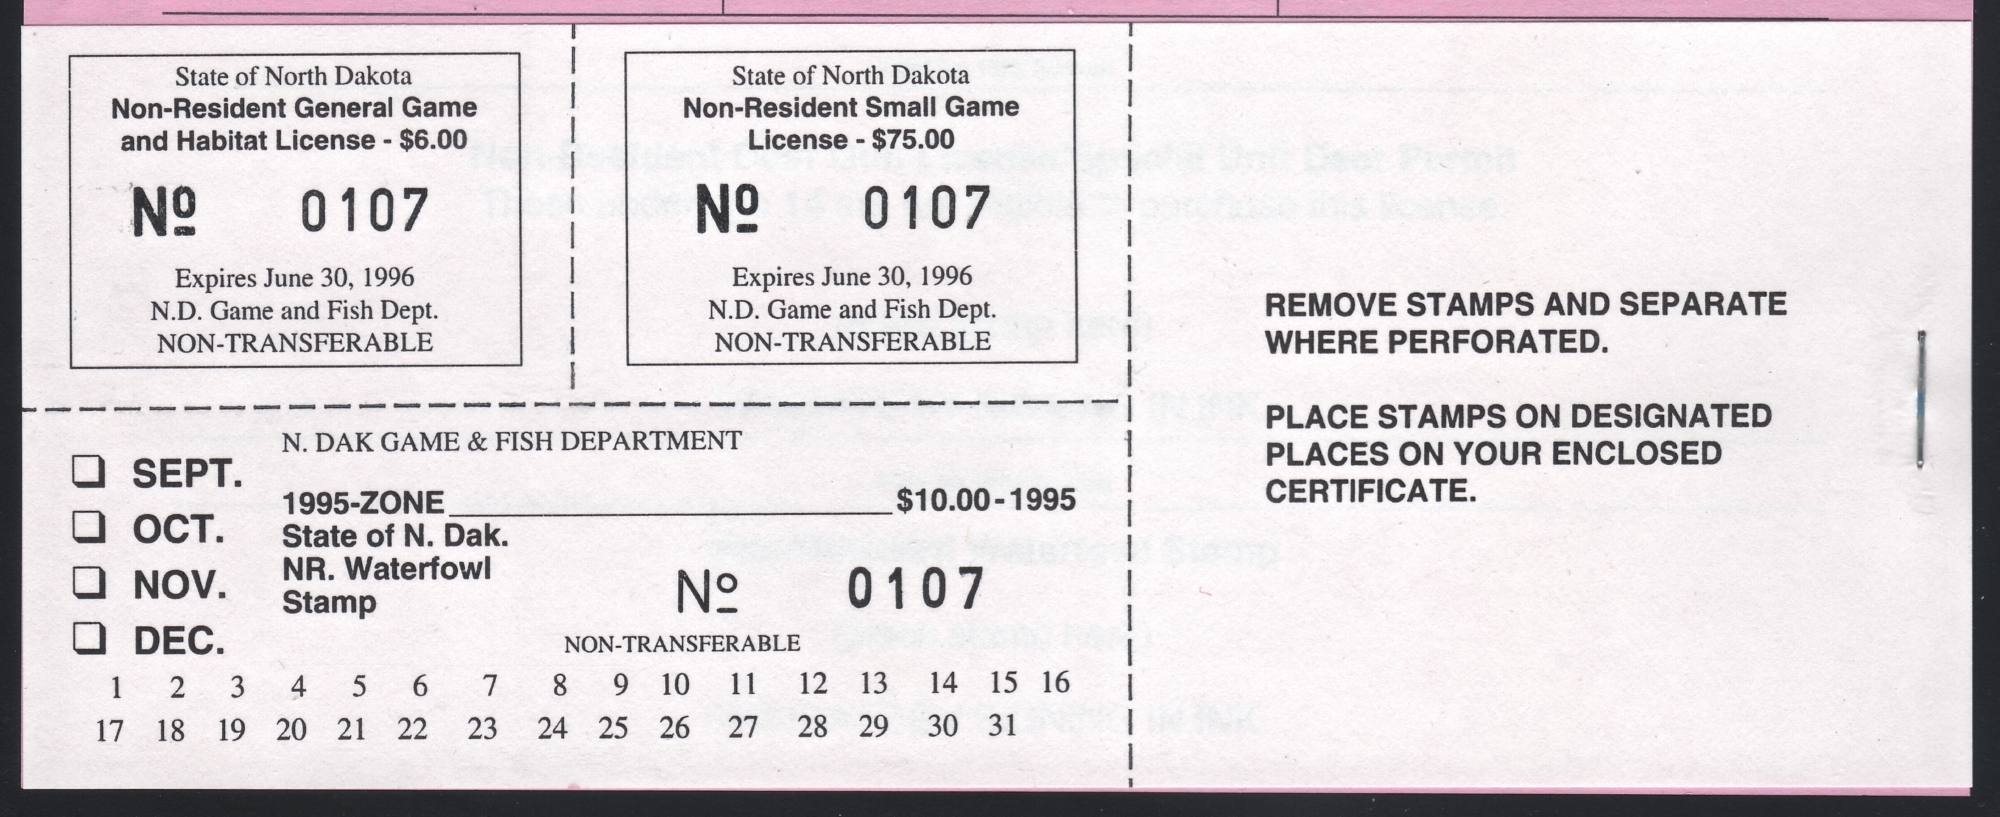 State of North Dakota
Non-Resident General Game
and Habitat License - $6.00
Nº 0107
Expires June 30, 1996
N.D. Game and Fish Dept.
NON-TRANSFERABLE
State of North Dakota
Non-Resident Small Game
License - $75.00
Nº 0107
Expires June 30, 1996
N.D. Game and Fish Dept.
NON-TRANSFERABLE
REMOVE STAMPS AND SEPARATE
WHERE PERFORATED.
PLACE STAMPS ON DESIGNATED
PLACES ON YOUR ENCLOSED
CERTIFICATE.
N. DAK GAME & FISH DEPARTMENT
❏ SEPT.
❏ OCT.
❏ NOV.
❏ DEC.
1995-ZONE ____________________ $10.00-1995
State of N. Dak.
NR. Waterfowl
Stamp
Nº 0107
NON-TRANSFERABLE
1 2 3 4 5 6 7 8 9 10 11 12 13 14 15 16
17 18 19 20 21 22 23 24 25 26 27 28 29 30 31